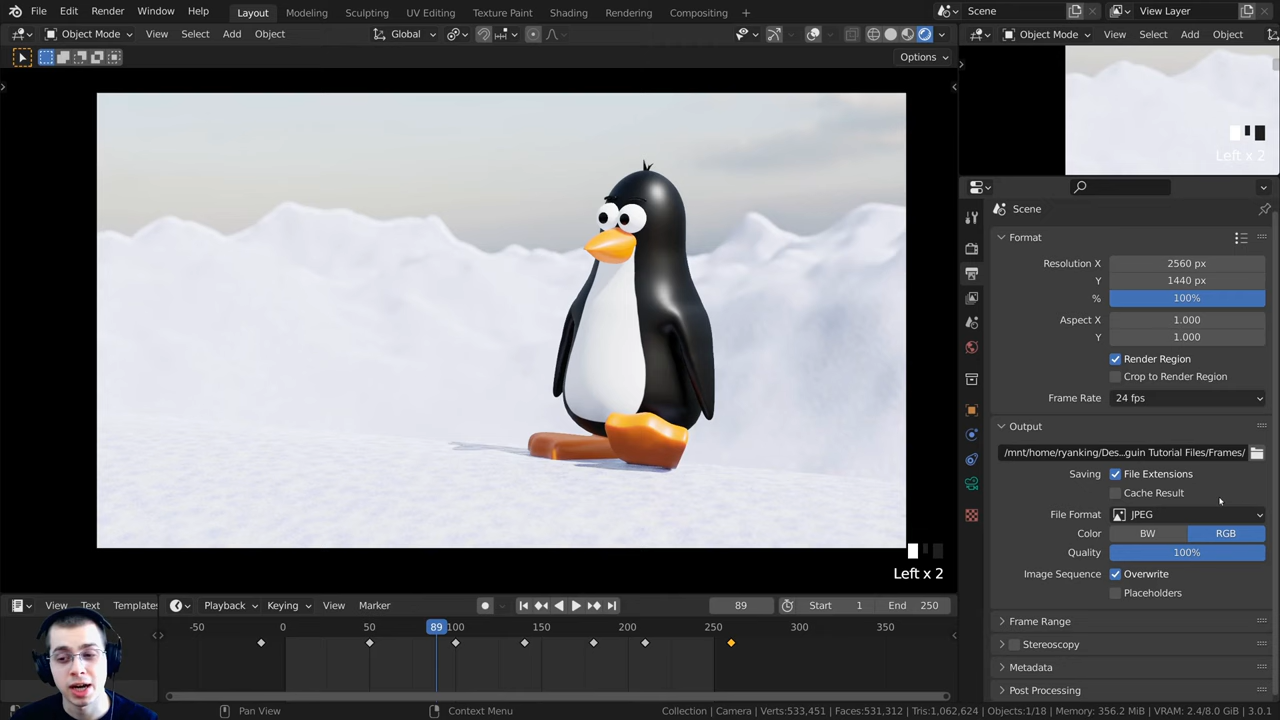 File Edit Render Window Help Layout Modeling Sculpting UV Editing Texture Paint Shading Rendering Compositing Scene View Layer
Object Mode View Select Add Object Global Object Mode View Select Add Object
Options
Left x 2
Scene
Format
Resolution X 2560 px
Y 1440 px
% 100%
Aspect X 1.000
Y 1.000
Render Region
Crop to Render Region
Frame Rate 24 fps
Output
/mnt/home/ryanking/Des...guin Tutorial Files/Frames/
Saving File Extensions
Cache Result
File Format JPEG
Color BW RGB
Quality 100%
Image Sequence Overwrite
Placeholders
Frame Range
Stereoscopy
Metadata
Post Processing
Left x 2
View Text Templates Playback Keying View Marker 89 Start 1 End 250
-50 0 50 89 100 150 200 250 300 350
Pan View Context Menu Collection | Camera | Verts:533,451 | Faces:531,312 | Tris:1,062,624 | Objects:1/18 | Memory: 356.2 MiB | VRAM: 2.4/8.0 GiB | 3.0.1